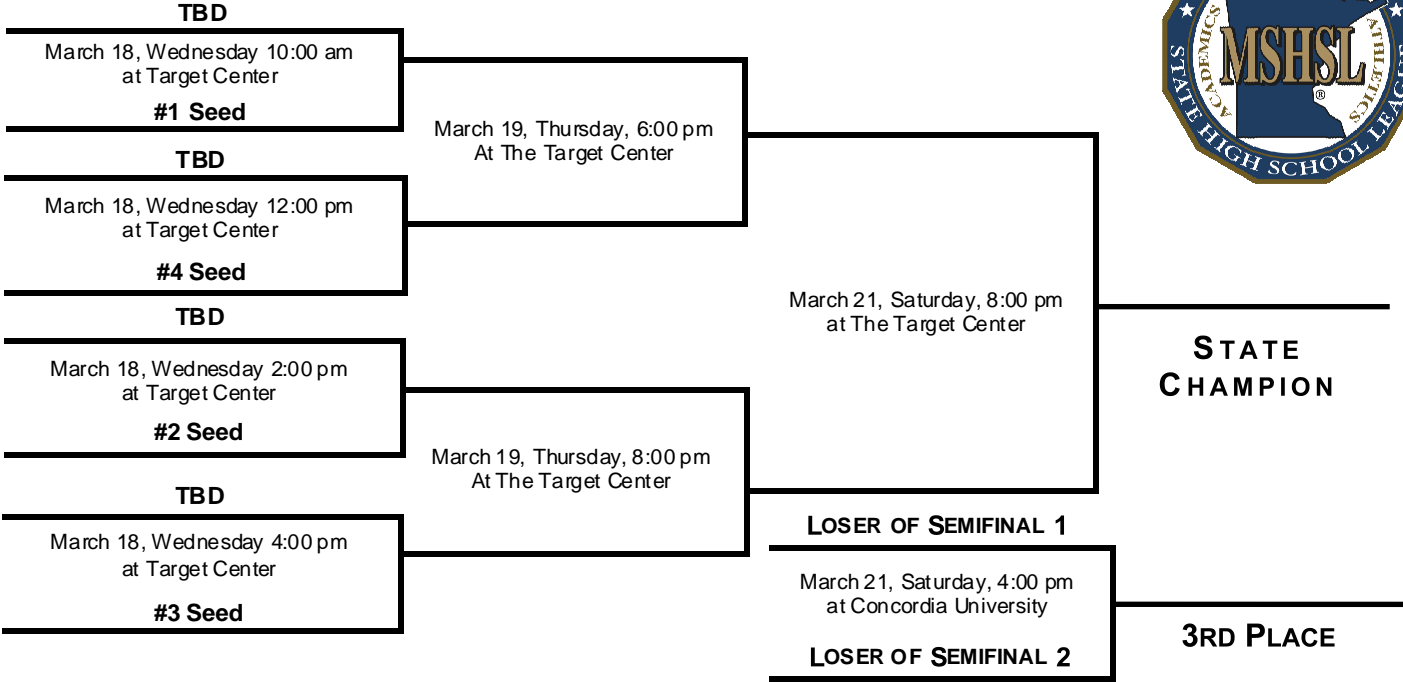 TBD
March 18, Wednesday 10:00 am
at Target Center
#1 Seed
TBD
March 18, Wednesday 12:00 pm
at Target Center
#4 Seed
TBD
March 18, Wednesday 2:00 pm
at Target Center
#2 Seed
TBD
March 18, Wednesday 4:00 pm
at Target Center
#3 Seed
March 19, Thursday, 6:00 pm
At The Target Center
March 19, Thursday, 8:00 pm
At The Target Center
March 21, Saturday, 8:00 pm
at The Target Center
STATE
CHAMPION
LOSER OF SEMIFINAL 1
March 21, Saturday, 4:00 pm
at Concordia University
LOSER OF SEMIFINAL 2
3RD PLACE
ACADEMICS
MSHSL
®
ATHLETICS
STATE HIGH SCHOOL LEAGUE